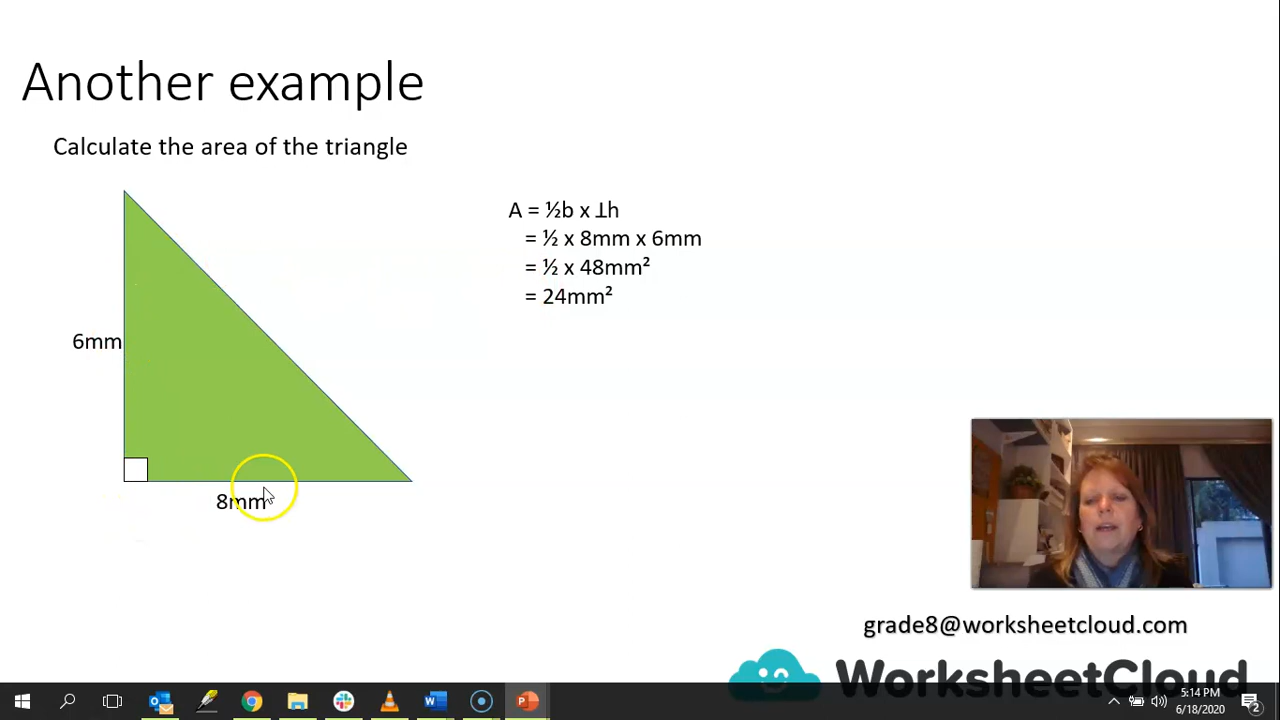 Another example
Calculate the area of the triangle
A = ½b x ⊥h
= ½ x 8mm x 6mm
= ½ x 48mm²
= 24mm²
6mm
8mm
grade8@worksheetcloud.com
WorksheetCloud
5:14 PM
6/18/2020
2